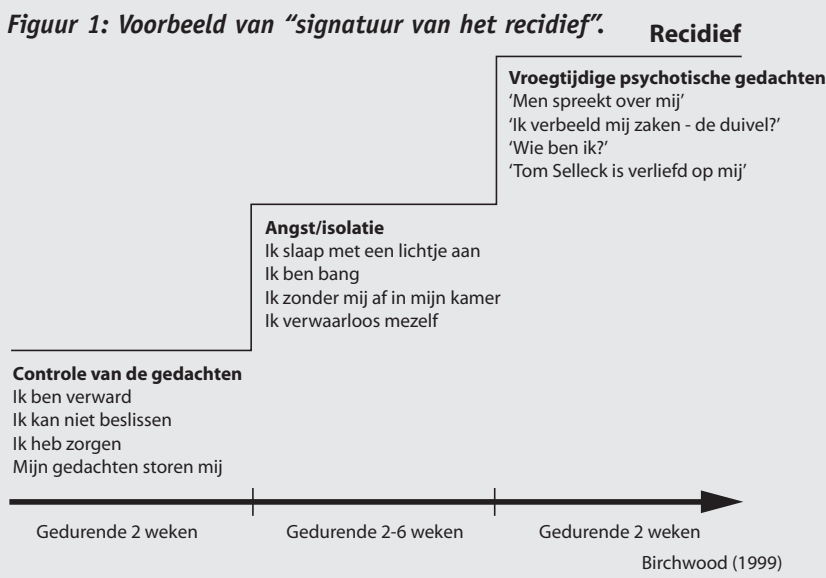 Figuur 1: Voorbeeld van “signatuur van het recidief”.
Recidief
Vroegtijdige psychotische gedachten
‘Men spreekt over mij’
‘Ik verbeeld mij zaken - de duivel?’
‘Wie ben ik?’
‘Tom Selleck is verliefd op mij’
Angst/isolatie
Ik slaap met een lichtje aan
Ik ben bang
Ik zonder mij af in mijn kamer
Ik verwaarloos mezelf
Controle van de gedachten
Ik ben verward
Ik kan niet beslissen
Ik heb zorgen
Mijn gedachten storen mij
Gedurende 2 weken
Gedurende 2-6 weken
Gedurende 2 weken
Birchwood (1999)